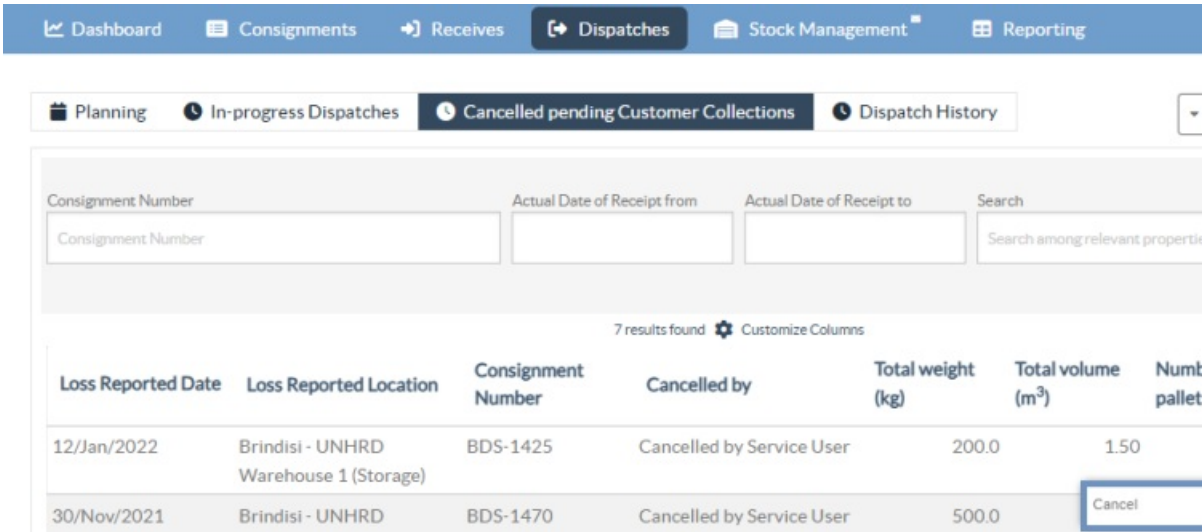 Dashboard Consignments Receives Dispatches Stock Management Reporting
Planning In-progress Dispatches Cancelled pending Customer Collections Dispatch History
Consignment Number Actual Date of Receipt from Actual Date of Receipt to Search
Consignment Number Search among relevant propertie
7 results found Customize Columns
Loss Reported Date Loss Reported Location Consignment Number Cancelled by Total weight (kg) Total volume (m³) Numb pallet
12/Jan/2022 Brindisi - UNHRD Warehouse 1 (Storage) BDS-1425 Cancelled by Service User 200.0 1.50
30/Nov/2021 Brindisi - UNHRD BDS-1470 Cancelled by Service User 500.0 Cancel